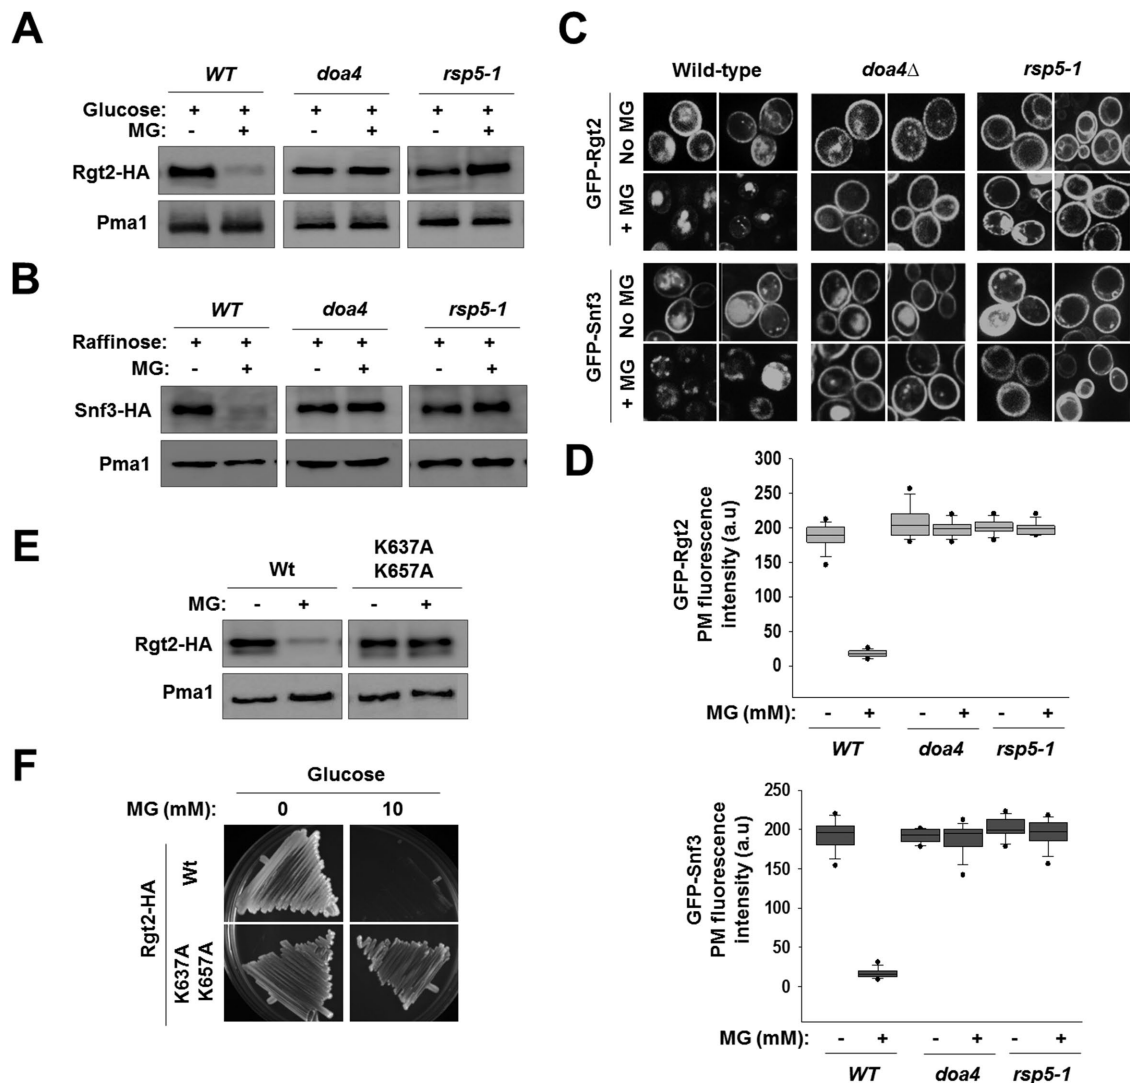 A
WT doa4 rsp5-1
Glucose: + + + + + +
MG: - + - + - +
Rgt2-HA
Pma1
B
WT doa4 rsp5-1
Raffinose: + + + + + +
MG: - + - + - +
Snf3-HA
Pma1
C
Wild-type doa4Δ rsp5-1
GFP-Rgt2
No MG
+ MG
GFP-Snf3
No MG
+ MG
D
GFP-Rgt2
PM fluorescence
intensity (a.u)
300
250
200
150
100
50
0
MG (mM): - + - + - +
WT doa4 rsp5-1
GFP-Snf3
PM fluorescence
intensity (a.u)
250
200
150
100
50
0
MG (mM): - + - + - +
WT doa4 rsp5-1
E
Wt K637A
K657A
MG: - + - +
Rgt2-HA
Pma1
F
Glucose
MG (mM): 0 10
Rgt2-HA
Wt
K637A
K657A